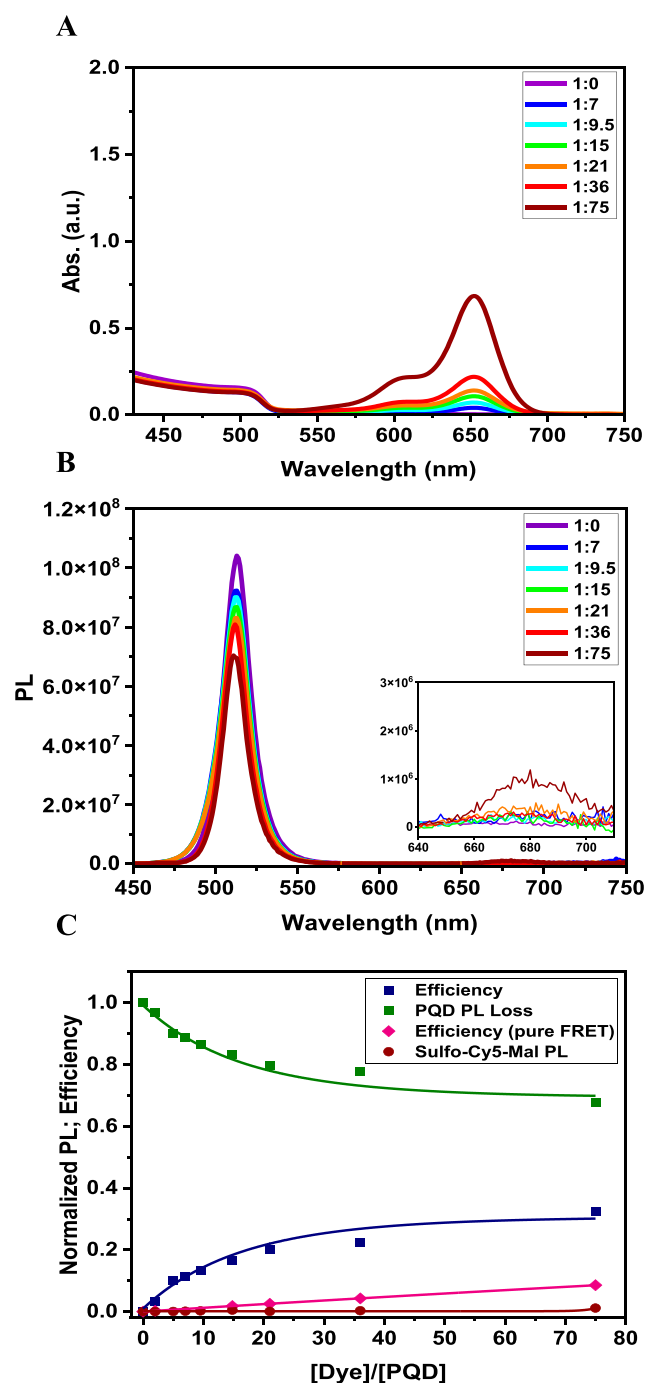 A
2.0
1.5
1.0
0.5
0.0
Abs. (a.u.)
1:0
1:7
1:9.5
1:15
1:21
1:36
1:75
450 500 550 600 650 700 750
Wavelength (nm)
B
1.2×10⁸
1.0×10⁸
8.0×10⁷
6.0×10⁷
4.0×10⁷
2.0×10⁷
0.0
PL
1:0
1:7
1:9.5
1:15
1:21
1:36
1:75
3×10⁶
2×10⁶
1×10⁶
0
640 660 680 700
450 500 550 600 650 700 750
Wavelength (nm)
C
1.0
0.8
0.6
0.4
0.2
0.0
Normalized PL; Efficiency
Efficiency
PQD PL Loss
Efficiency (pure FRET)
Sulfo-Cy5-Mal PL
0 10 20 30 40 50 60 70 80
[Dye]/[PQD]